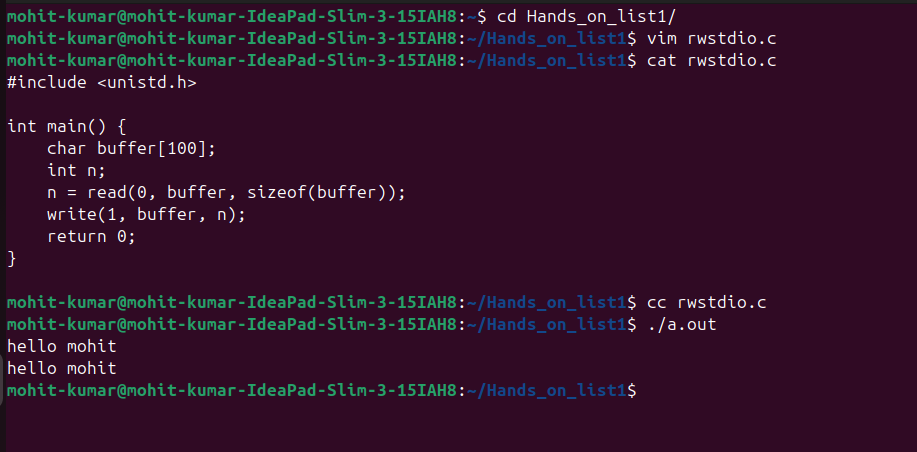 mohit-kumar@mohit-kumar-IdeaPad-Slim-3-15IAH8:~$ cd Hands_on_list1/
mohit-kumar@mohit-kumar-IdeaPad-Slim-3-15IAH8:~/Hands_on_list1$ vim rwstdio.c
mohit-kumar@mohit-kumar-IdeaPad-Slim-3-15IAH8:~/Hands_on_list1$ cat rwstdio.c
#include <unistd.h>

int main() {
    char buffer[100];
    int n;
    n = read(0, buffer, sizeof(buffer));
    write(1, buffer, n);
    return 0;
}

mohit-kumar@mohit-kumar-IdeaPad-Slim-3-15IAH8:~/Hands_on_list1$ cc rwstdio.c
mohit-kumar@mohit-kumar-IdeaPad-Slim-3-15IAH8:~/Hands_on_list1$ ./a.out
hello mohit
hello mohit
mohit-kumar@mohit-kumar-IdeaPad-Slim-3-15IAH8:~/Hands_on_list1$